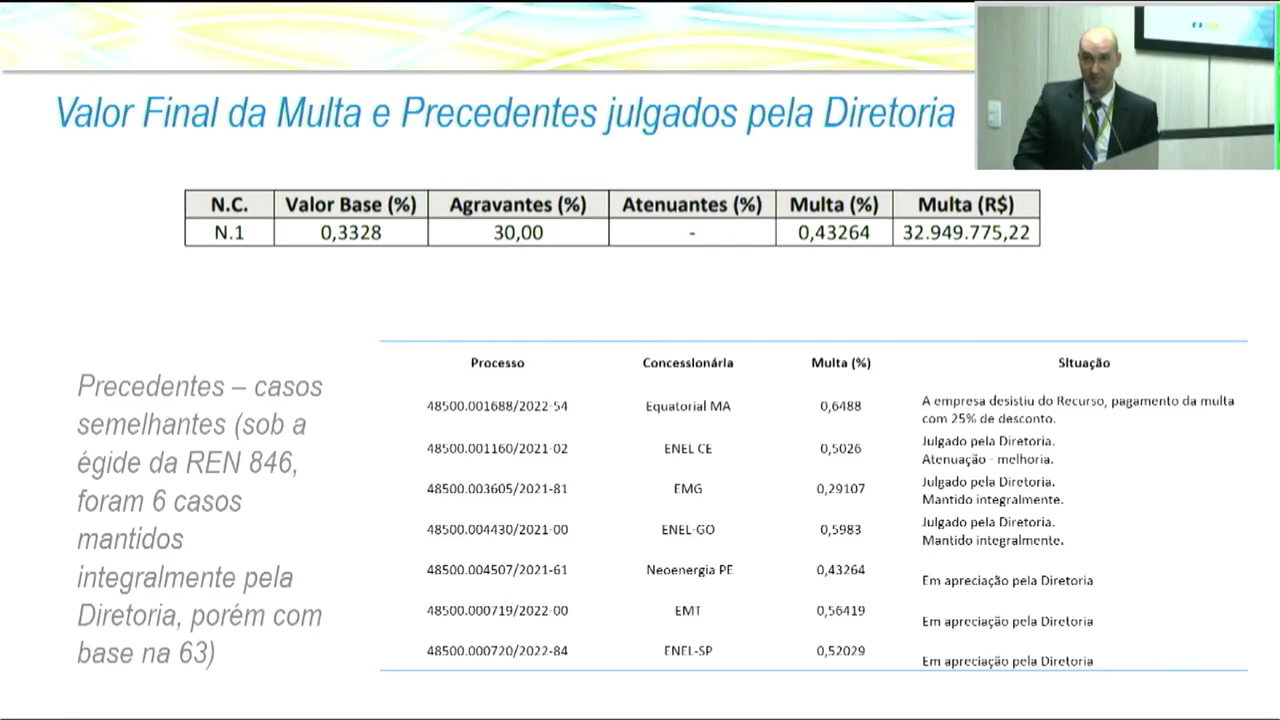 Valor Final da Multa e Precedentes julgados pela Diretoria
N.C. Valor Base (%) Agravantes (%) Atenuantes (%) Multa (%) Multa (R$)
N.1 0,3328 30,00 - 0,43264 32.949.775,22
Precedentes – casos
semelhantes (sob a
égide da REN 846,
foram 6 casos
mantidos
integralmente pela
Diretoria, porém com
base na 63)
Processo Concessionária Multa (%) Situação
48500.001688/2022-54 Equatorial MA 0,6488 A empresa desistiu do Recurso, pagamento da multa
com 25% de desconto.
48500.001160/2021-02 ENEL CE 0,5026 Julgado pela Diretoria.
Atenuação - melhoria.
48500.003605/2021-81 EMG 0,29107 Julgado pela Diretoria.
Mantido integralmente.
48500.004430/2021-00 ENEL-GO 0,5983 Julgado pela Diretoria.
Mantido integralmente.
48500.004507/2021-61 Neoenergia PE 0,43264 Em apreciação pela Diretoria
48500.000719/2022-00 EMT 0,56419 Em apreciação pela Diretoria
48500.000720/2022-84 ENEL-SP 0,52029 Em apreciação pela Diretoria